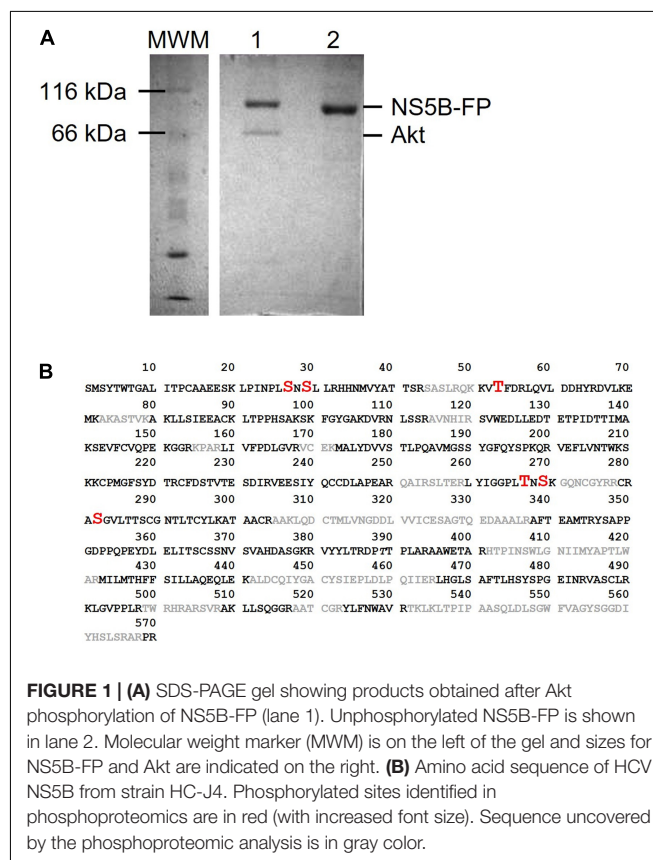 A
MWM 1 2
116 kDa
66 kDa
NS5B-FP
Akt
B
10 20 30 40 50 60 70
SMSYTWTGAL ITPCAAEESK LPINPLSNSL LRHHNMVYAT TSRSASLRQK KVTFDRLQVL DDHYRDVLKE
80 90 100 110 120 130 140
MKAKASTVKA KLLSIEEACK LTPPHSAKSK FGYGAKDVRN LSSRAVNHIR SVWEDLLEDT ETPIDTTIMA
150 160 170 180 190 200 210
KSEVFCVQPE KGGRKPARLI VFPDLGVRVC EKMALYDVVS TLPQAVMGSS YGFQYSPKQR VEFLVNTWKS
220 230 240 250 260 270 280
KKCPMGFSYD TRCFDSTVTE SDIRVEESIY QCCDLAPEAR QAIRSLTERL YIGGPLTNSK GQNCGYRRCR
290 300 310 320 330 340 350
ASGVLTTSCG NTLTCYLKAT AACRAAKLQD CTMLVNGDDL VVICESAGTQ EDAAALRAFT EAMTRYSAPP
360 370 380 390 400 410 420
GDPPQPEYDL ELITSCSSNV SVAHDASGKR VYYLTRDPTT PLARAAWETA RHTPINSWLG NIIMYAPTLW
430 440 450 460 470 480 490
ARMILMTHFF SILLAQEQLE KALDCQIYGA CYSIEPLDLP QIIERLHGLS AFTLHSYSPG EINRVASCLR
500 510 520 530 540 550 560
KLGVPPLRTW RHRARSVRAK LLSQGGRAAT CGRYLFNWAV RTKLKLTPIP AASQLDLSGW FVAGYSGGDI
570
YHSLSRARPR
FIGURE 1 | (A) SDS-PAGE gel showing products obtained after Akt
phosphorylation of NS5B-FP (lane 1). Unphosphorylated NS5B-FP is shown
in lane 2. Molecular weight marker (MWM) is on the left of the gel and sizes for
NS5B-FP and Akt are indicated on the right. (B) Amino acid sequence of HCV
NS5B from strain HC-J4. Phosphorylated sites identified in
phosphoproteomics are in red (with increased font size). Sequence uncovered
by the phosphoproteomic analysis is in gray color.